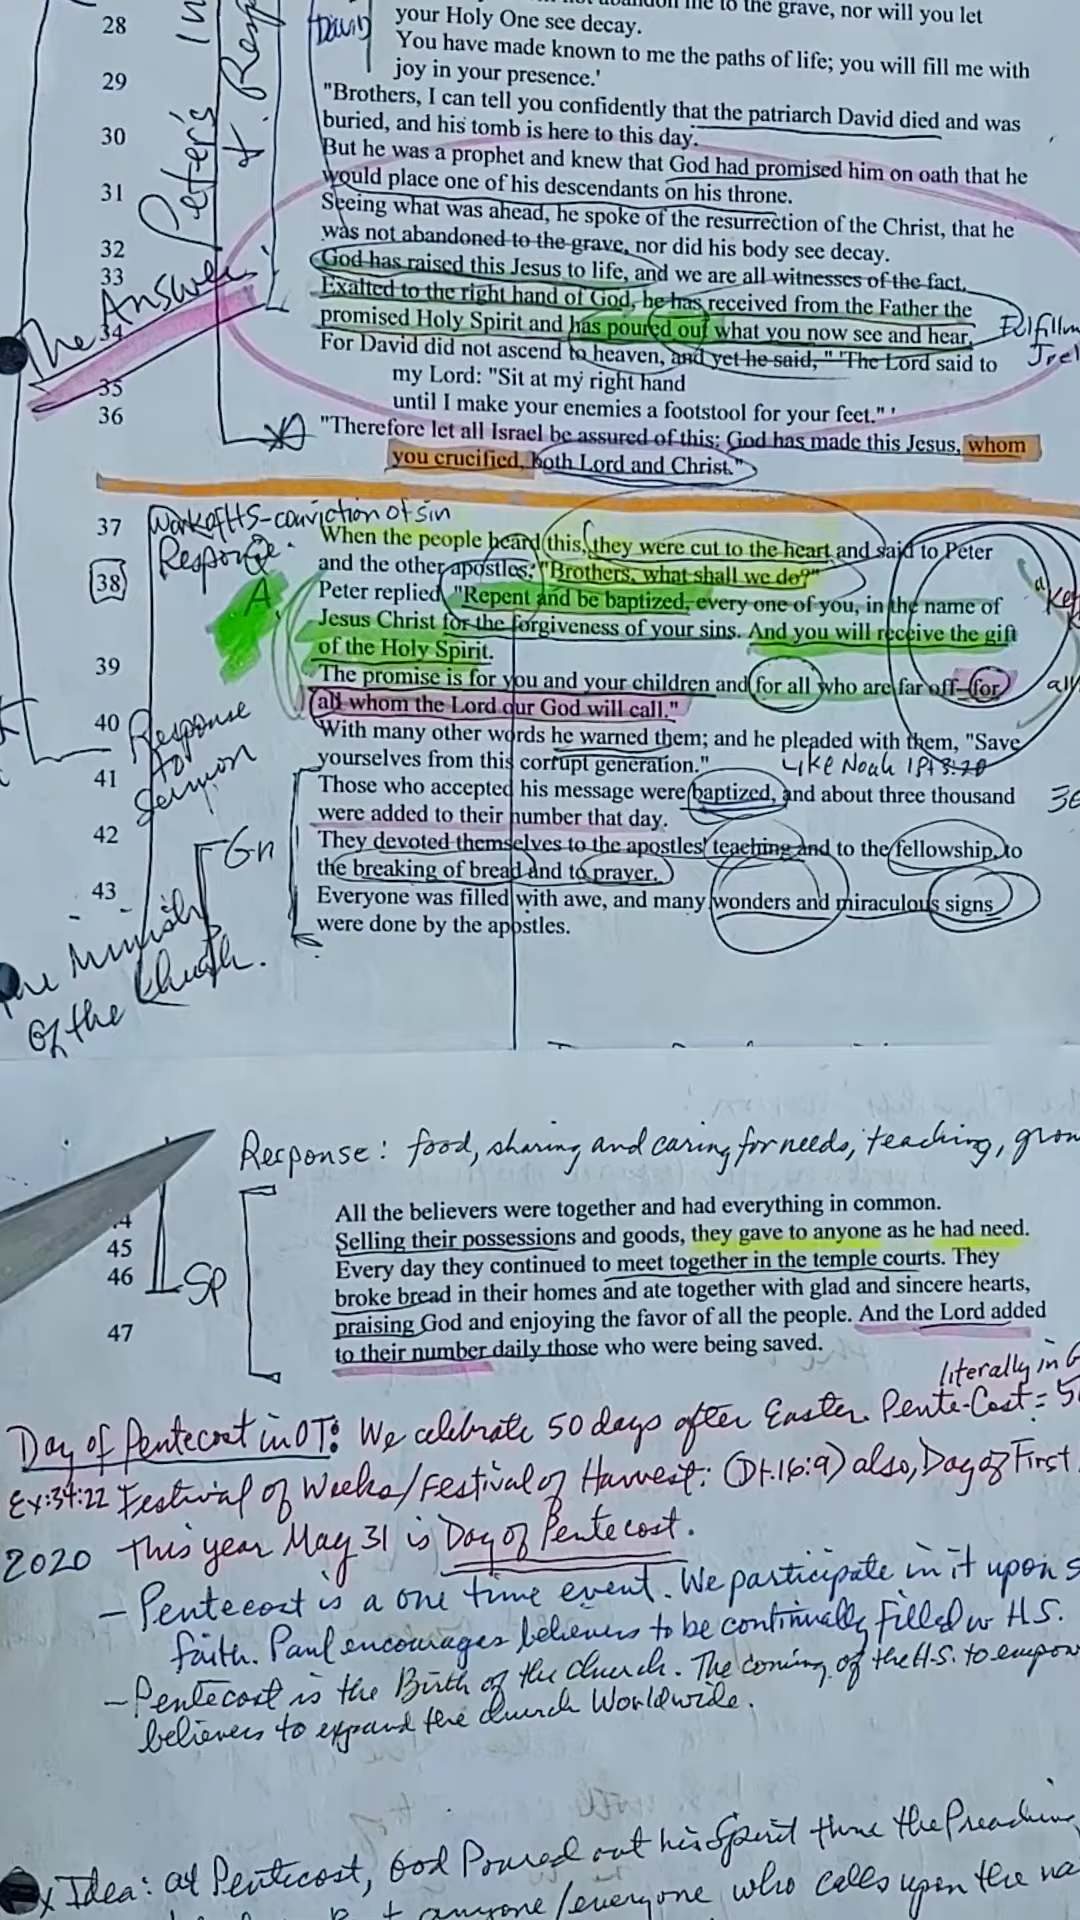 abandon me to the grave, nor will you let
28 David your Holy One see decay.
You have made known to me the paths of life; you will fill me with
29 joy in your presence.'
"Brothers, I can tell you confidently that the patriarch David died and was
30 buried, and his tomb is here to this day.
But he was a prophet and knew that God had promised him on oath that he
31 would place one of his descendants on his throne.
Seeing what was ahead, he spoke of the resurrection of the Christ, that he
32 was not abandoned to the grave, nor did his body see decay.
33 God has raised this Jesus to life, and we are all witnesses of the fact.
Exalted to the right hand of God, he has received from the Father the
34 promised Holy Spirit and has poured out what you now see and hear.
For David did not ascend to heaven, and yet he said, " 'The Lord said to
my Lord: "Sit at my right hand
35 until I make your enemies a footstool for your feet." '
36 "Therefore let all Israel be assured of this: God has made this Jesus, whom
you crucified, both Lord and Christ."
Peter's
The Answer
Work of HS-conviction of sin
37 When the people heard this, they were cut to the heart and said to Peter
Response:
38 and the other apostles; "Brothers, what shall we do?"
A Peter replied, "Repent and be baptized, every one of you, in the name of
Jesus Christ for the forgiveness of your sins. And you will receive the gift
of the Holy Spirit.
39 The promise is for you and your children and for all who are far off--for
all whom the Lord our God will call."
40 With many other words he warned them; and he pleaded with them, "Save
yourselves from this corrupt generation." Like Noah 1Pt3:20
Response
to
Sermon
41 Those who accepted his message were baptized, and about three thousand
were added to their number that day.
42 They devoted themselves to the apostles' teaching and to the fellowship, to
the breaking of bread and to prayer.
43 Everyone was filled with awe, and many wonders and miraculous signs
were done by the apostles.
Gn
The Ministry
of the Church.
Response: food, sharing and caring for needs, teaching,
All the believers were together and had everything in common.
45 Selling their possessions and goods, they gave to anyone as he had need.
46 Every day they continued to meet together in the temple courts. They
Sp broke bread in their homes and ate together with glad and sincere hearts,
47 praising God and enjoying the favor of all the people. And the Lord added
to their number daily those who were being saved.
literally in
Day of Pentecost in OT: We celebrate 50 days after Easter. Pente-Cost =
Ex:34:22 Festival of Weeks/Festival of Harvest: (Dt.16:9) also, Day of First
2020 This year May 31 is Day of Pentecost.
- Pentecost is a one time event. We participate in it upon
faith. Paul encourages believers to be continually filled w H.S.
- Pentecost is the Birth of the church. The coming of the H.S. to
believers to expand the church Worldwide.
Idea: at Pentecost, God Poured out his Spirit thru the
anyone/everyone who calls upon the